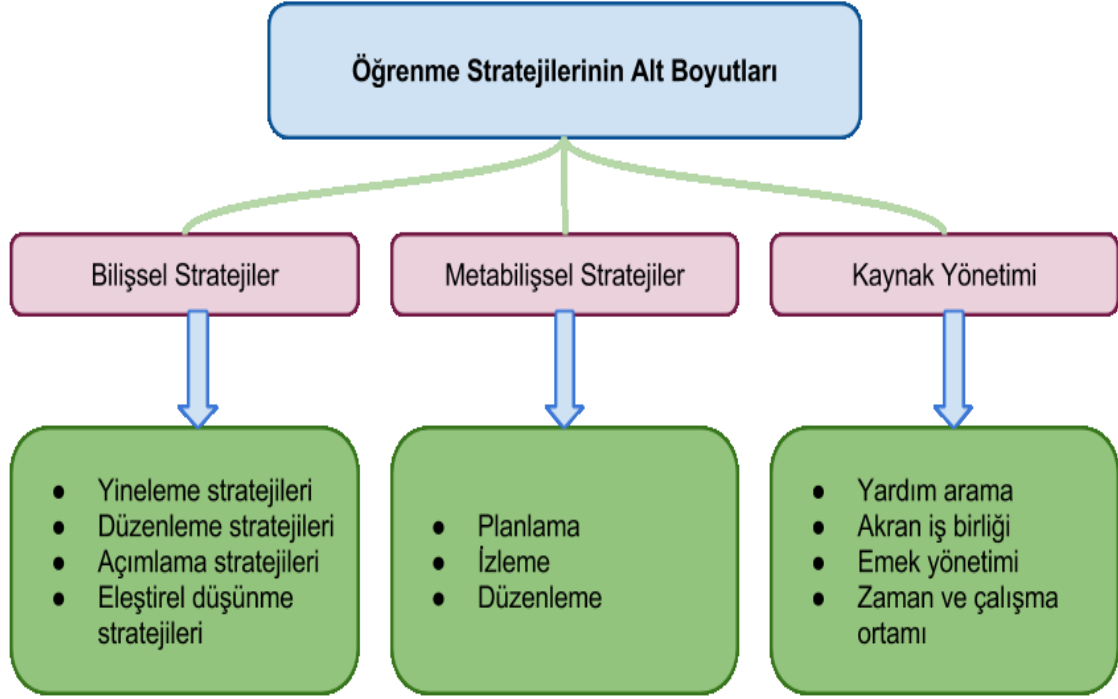 Öğrenme Stratejilerinin Alt Boyutları
Bilişsel Stratejiler
Metabilişsel Stratejiler
Kaynak Yönetimi
● Yineleme stratejileri
● Düzenleme stratejileri
● Açımlama stratejileri
● Eleştirel düşünme
stratejileri
● Planlama
● İzleme
● Düzenleme
● Yardım arama
● Akran iş birliği
● Emek yönetimi
● Zaman ve çalışma
ortamı